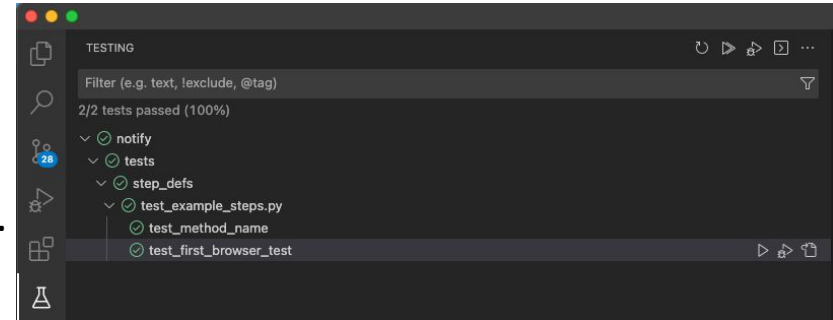 TESTING
Filter (e.g. text, !exclude, @tag)
2/2 tests passed (100%)
notify
28
tests
step_defs
test_example_steps.py
test_method_name
test_first_browser_test